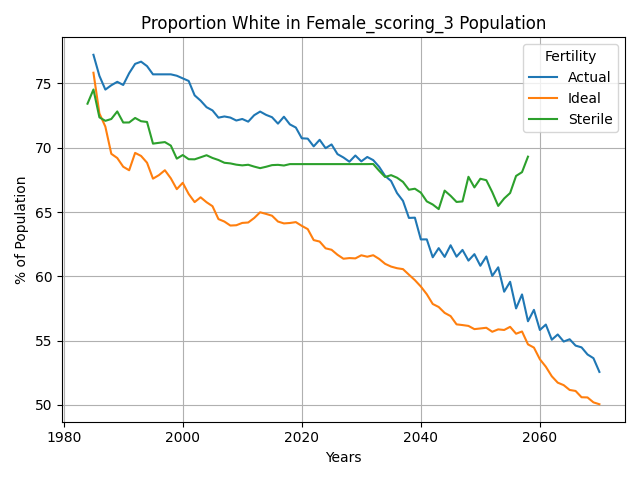 Proportion White in Female_scoring_3 Population
% of Population
75
70
65
60
55
50
Fertility
Actual
Ideal
Sterile
1980
2000
2020
2040
2060
Years